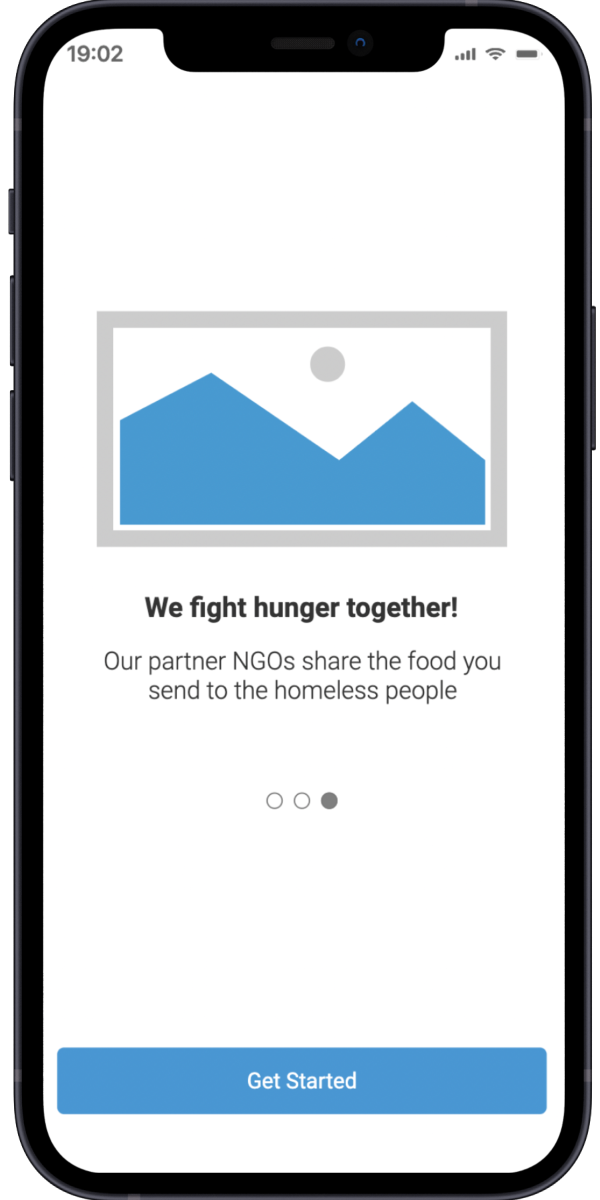 19:02
We fight hunger together!
Our partner NGOs share the food you
send to the homeless people
Get Started